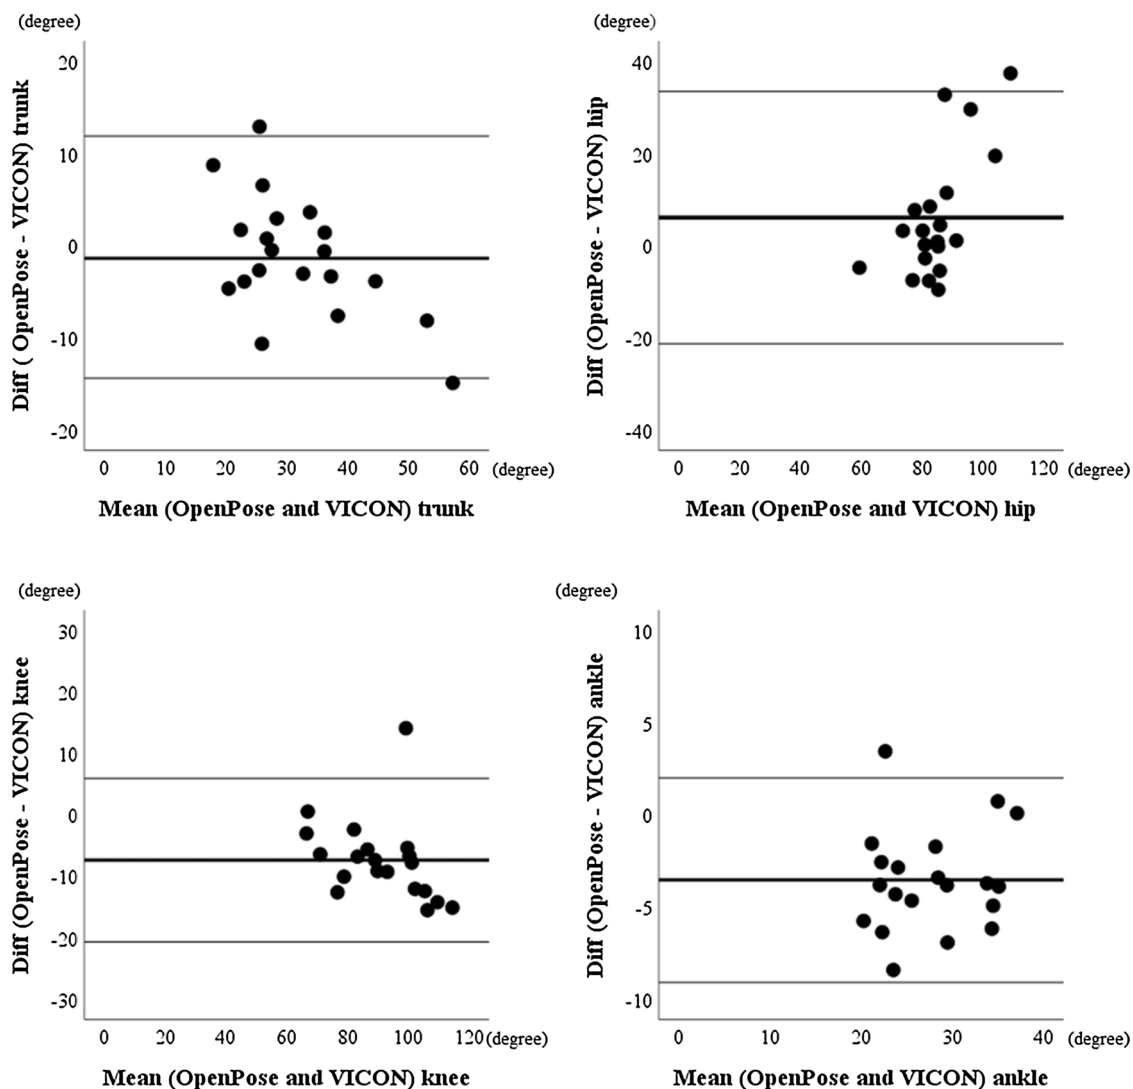 (degree)
20
10
0
-10
-20
Diff ( OpenPose - VICON) trunk
0 10 20 30 40 50 60 (degree)
Mean (OpenPose and VICON) trunk
(degree)
40
20
0
-20
-40
Diff (OpenPose - VICON) hip
0 20 40 60 80 100 120 (degree)
Mean (OpenPose and VICON) hip
(degree)
30
20
10
0
-10
-20
-30
Diff (OpenPose - VICON) knee
0 20 40 60 80 100 120 (degree)
Mean (OpenPose and VICON) knee
(degree)
10
5
0
-5
-10
Diff (OpenPose - VICON) ankle
0 10 20 30 40 (degree)
Mean (OpenPose and VICON) ankle